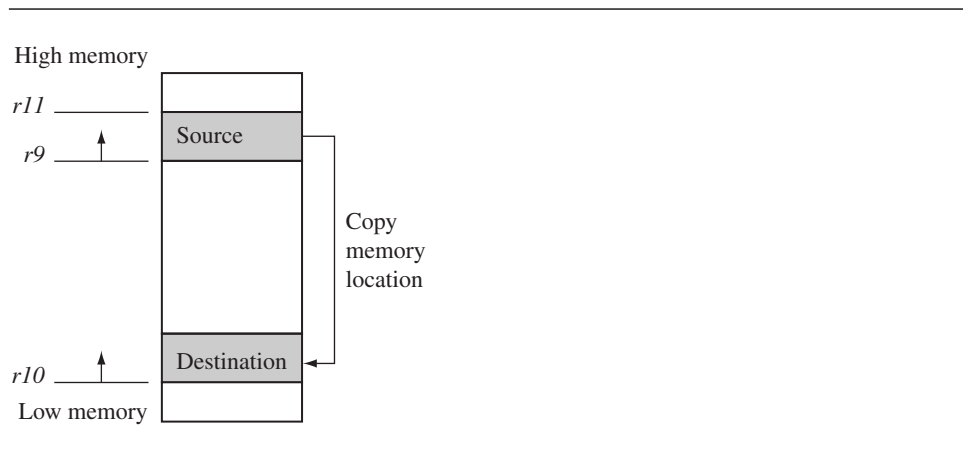 High memory
r11
Source
r9
Copy
memory
location
Destination
r10
Low memory